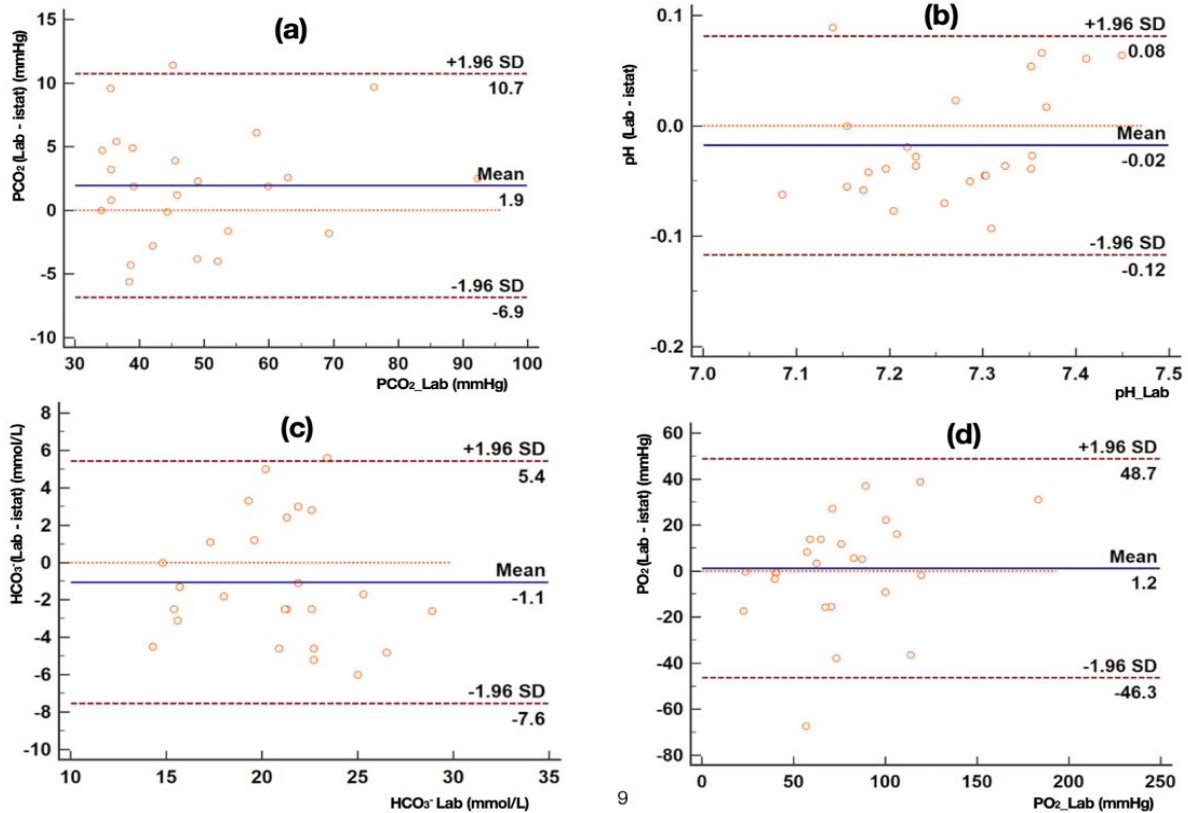 (a)
PCO₂ (Lab - istat) (mmHg)
15
10
5
0
-5
-10
+1.96 SD
10.7
Mean
1.9
-1.96 SD
-6.9
30 40 50 60 70 80 90 100
PCO₂_Lab (mmHg)
(b)
pH (Lab - istat)
0.1
0.0
-0.1
-0.2
+1.96 SD
0.08
Mean
-0.02
-1.96 SD
-0.12
7.0 7.1 7.2 7.3 7.4 7.5
pH_Lab
(c)
HCO₃⁻(Lab - istat) (mmol/L)
8
6
4
2
0
-2
-4
-6
-8
-10
+1.96 SD
5.4
Mean
-1.1
-1.96 SD
-7.6
10 15 20 25 30 35
HCO₃⁻ Lab (mmol/L)
(d)
PO₂ (Lab - istat) (mmHg)
60
40
20
0
-20
-40
-60
-80
+1.96 SD
48.7
Mean
1.2
-1.96 SD
-46.3
0 50 100 150 200 250
PO₂_Lab (mmHg)
9